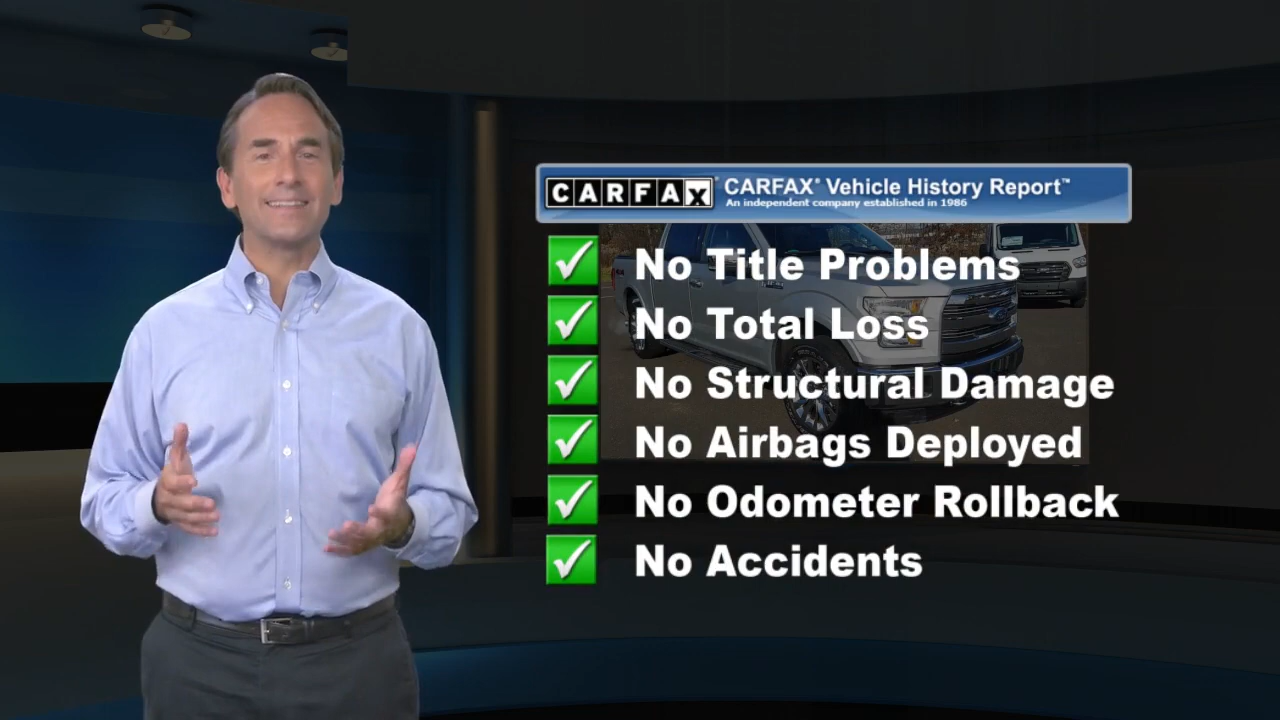 CARFAX
CARFAX® Vehicle History Report™
An independent company established in 1986
No Title Problems
No Total Loss
No Structural Damage
No Airbags Deployed
No Odometer Rollback
No Accidents